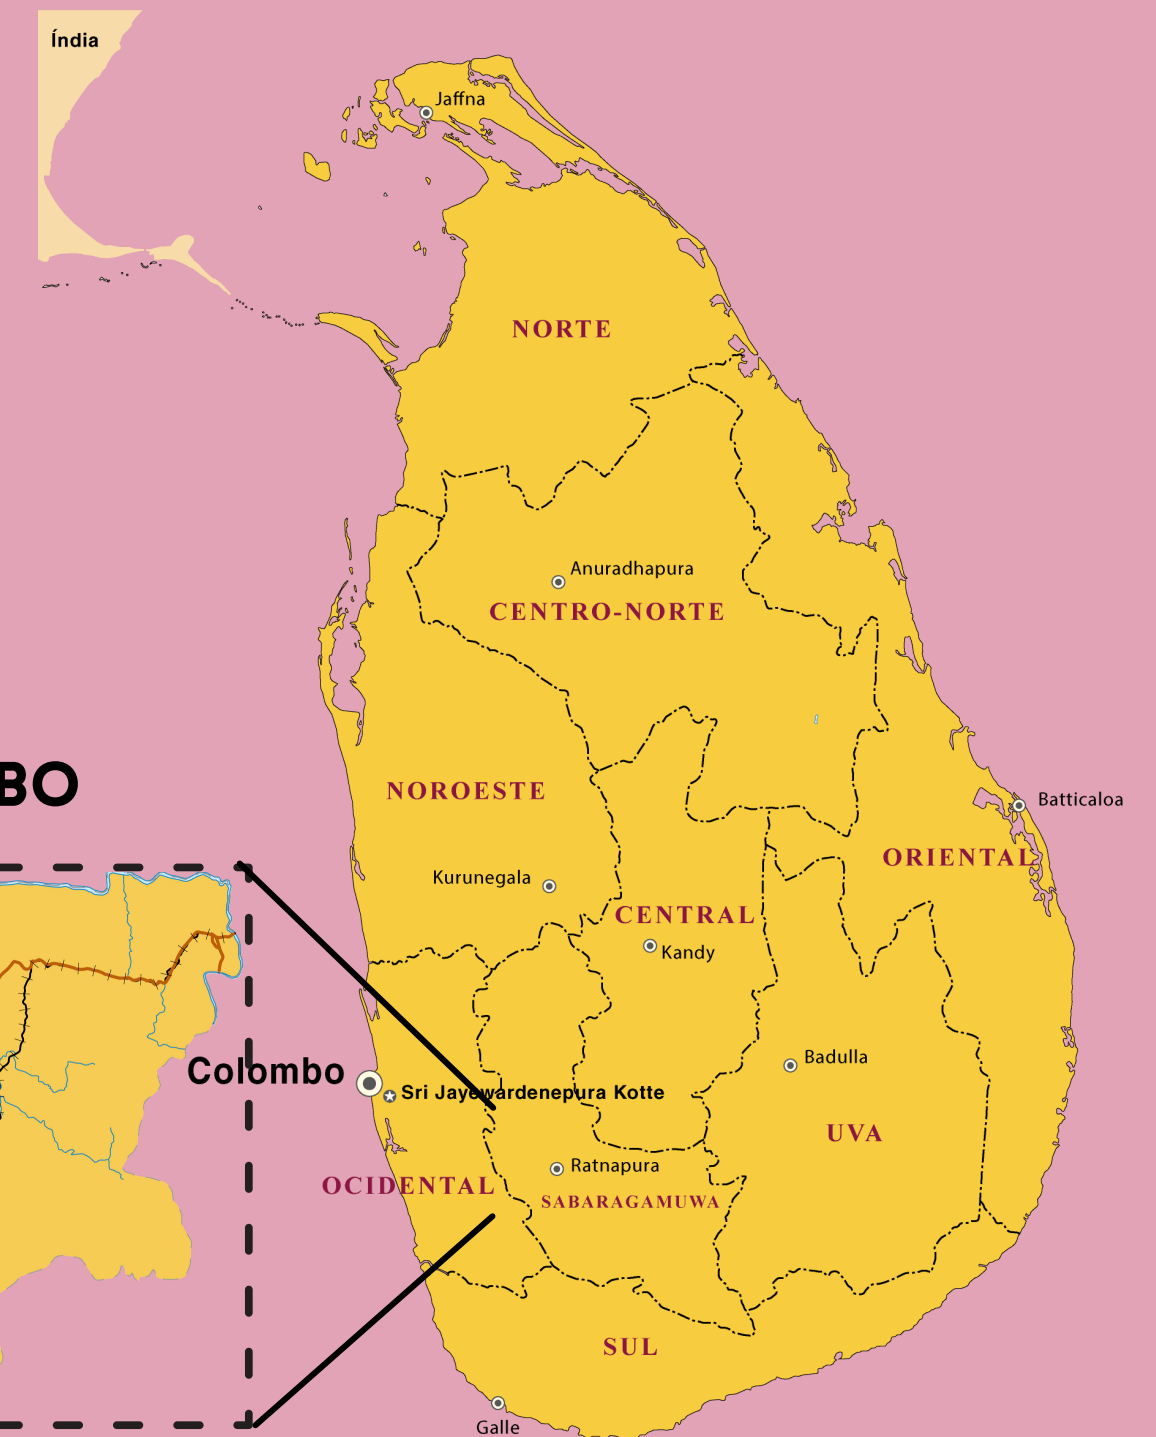 Índia
Jaffna
NORTE
Anuradhapura
CENTRO-NORTE
BO
NOROESTE
Batticaloa
ORIENTAL
Kurunegala
CENTRAL
Kandy
Badulla
Colombo
Sri Jayewardenepura Kotte
UVA
Ratnapura
OCIDENTAL
SABARAGAMUWA
SUL
Galle